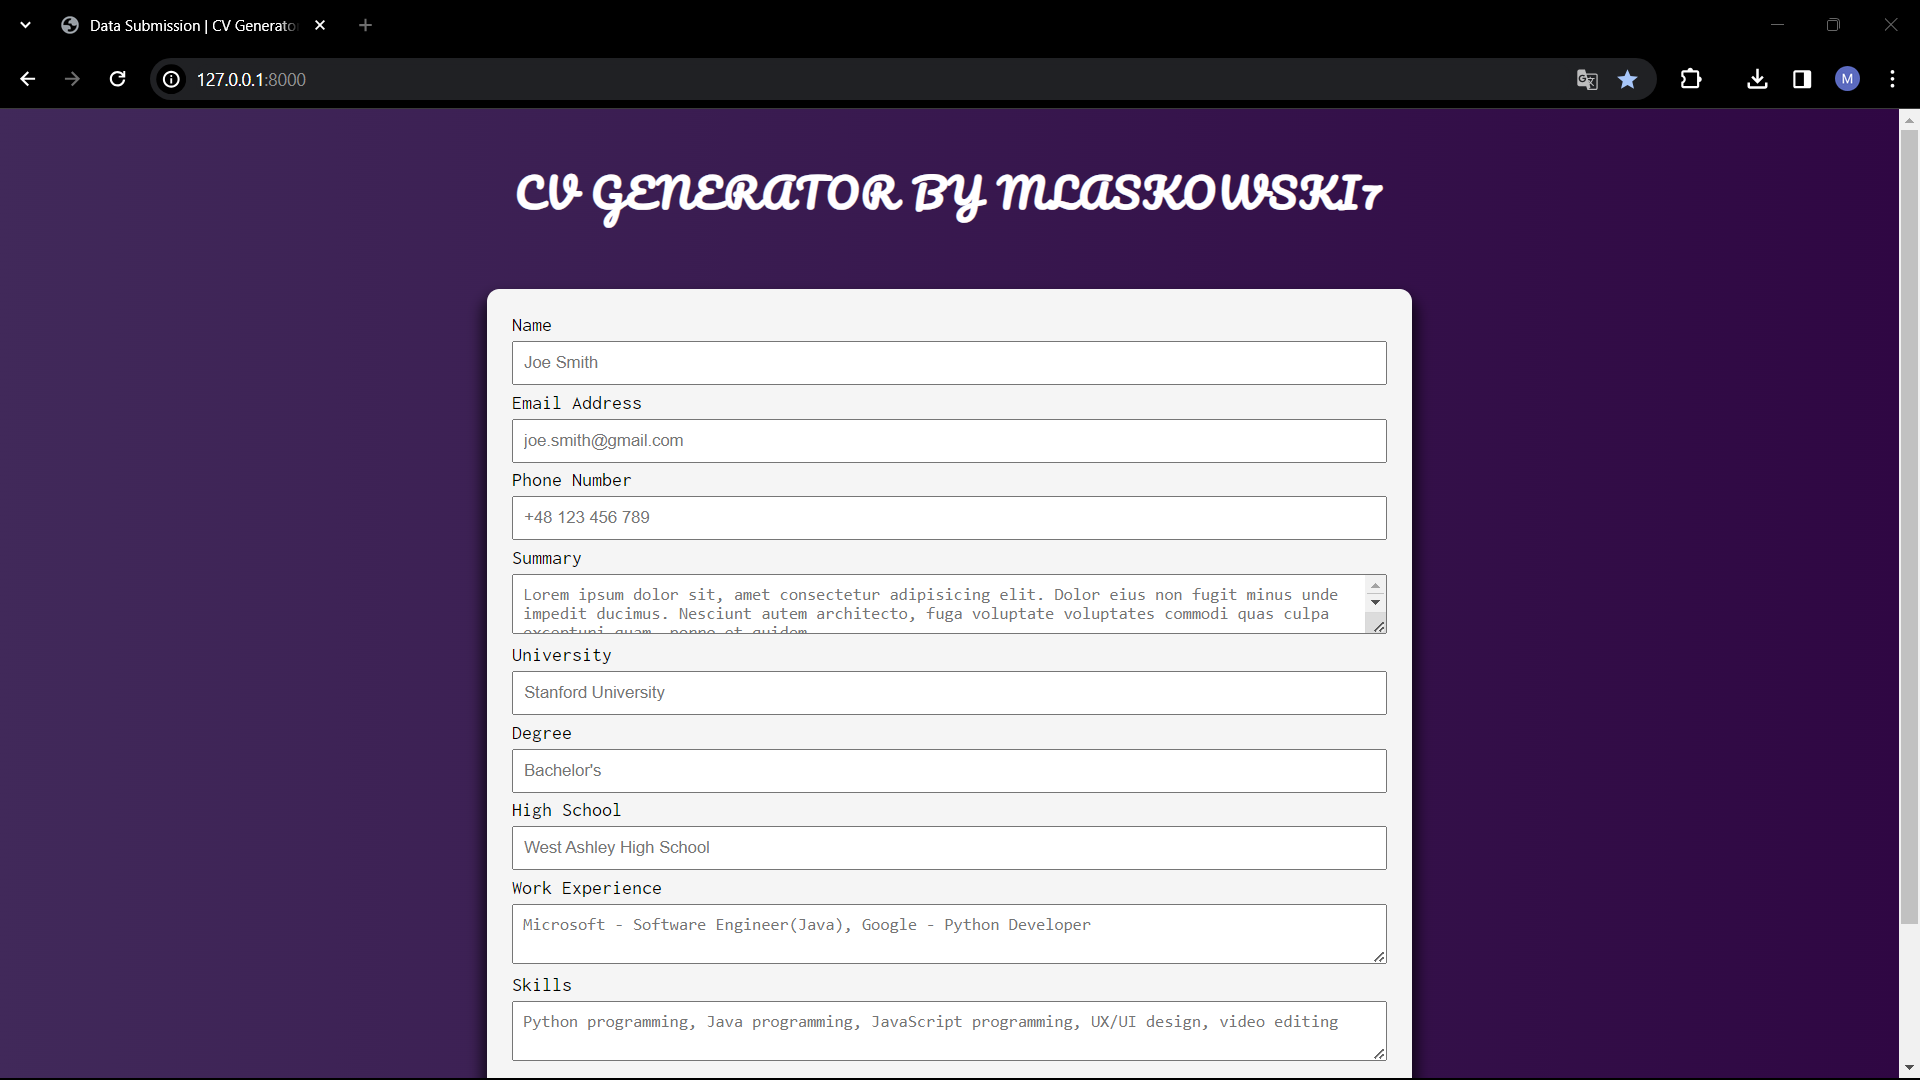 Data Submission | CV Generato
127.0.0.1:8000
M
CV GENERATOR BY MLASKOWSKI7
Name
Joe Smith
Email Address
joe.smith@gmail.com
Phone Number
+48 123 456 789
Summary
Lorem ipsum dolor sit, amet consectetur adipisicing elit. Dolor eius non fugit minus unde
impedit ducimus. Nesciunt autem architecto, fuga voluptate voluptates commodi quas culpa
quam, porro et quidem
University
Stanford University
Degree
Bachelor's
High School
West Ashley High School
Work Experience
Microsoft - Software Engineer(Java), Google - Python Developer
Skills
Python programming, Java programming, JavaScript programming, UX/UI design, video editing